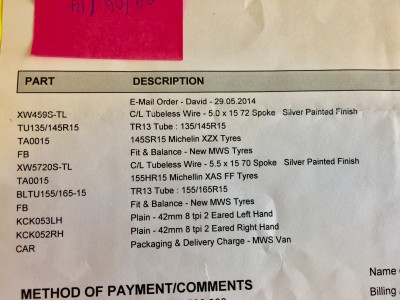 PART DESCRIPTION
E-Mail Order - David - 29.05.2014
XW459S-TL C/L Tubeless Wire - 5.0 x 15 72 Spoke Silver Painted Finish
TU135/145R15 TR13 Tube : 135/145R15
TA0015 145SR15 Michelin XZX Tyres
FB Fit & Balance - New MWS Tyres
XW5720S-TL C/L Tubeless Wire - 5.5 x 15 70 Spoke Silver Painted Finish
TA0015 155HR15 Michellin XAS FF Tyres
BLTU155/165-15 TR13 Tube : 155/165R15
FB Fit & Balance - New MWS Tyres
KCK053LH Plain - 42mm 8 tpi 2 Eared Left Hand
KCK052RH Plain - 42mm 8 tpi 2 Eared Right Hand
CAR Packaging & Delivery Charge - MWS Van
METHOD OF PAYMENT/COMMENTS
Name
Billing